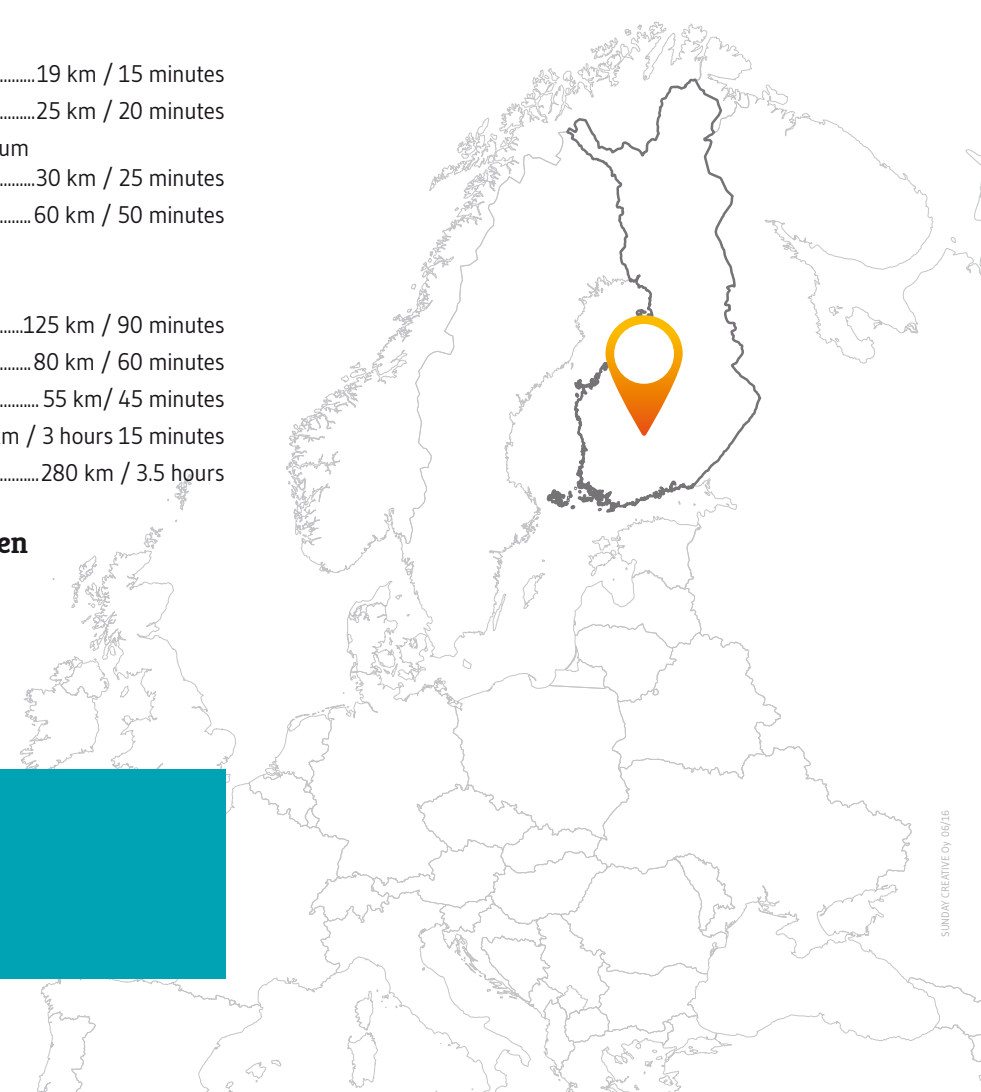 .........19 km / 15 minutes
.........25 km / 20 minutes
um
.........30 km / 25 minutes
........60 km / 50 minutes
......125 km / 90 minutes
........80 km / 60 minutes
.......... 55 km/ 45 minutes
m / 3 hours 15 minutes
..........280 km / 3.5 hours
en
SUNDAY CREATIVE Oy 06/16